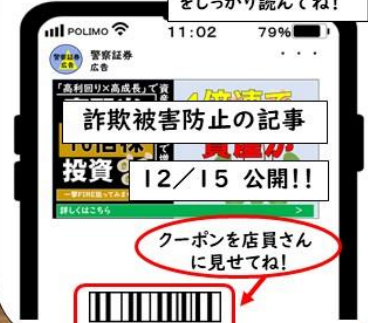 をしっかり読んでね!
POLIMO 11:02 79%
警察証券
広告
警察証券
広告
「高利回り×高成長」で資
詐欺被害防止の記事
10倍株
投資
12/15 公開!!
詳しくはこちら >
クーポンを店員さん
に見せてね!